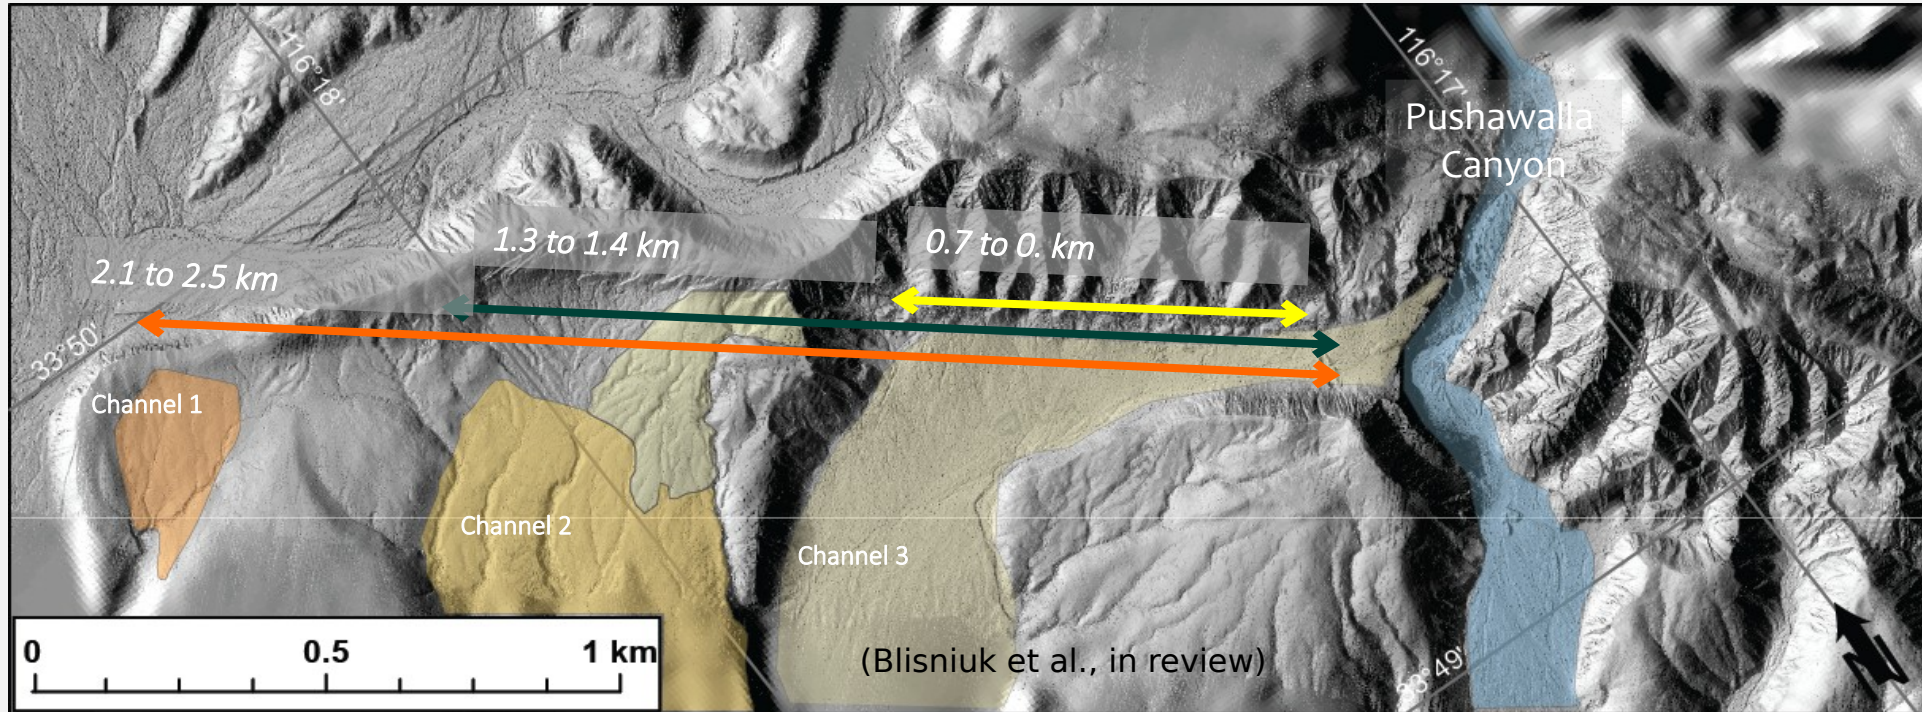 116°18'
116°17'
Pushawalla
Canyon
1.3 to 1.4 km
0.7 to 0. km
2.1 to 2.5 km
33°50'
Channel 1
Channel 2
Channel 3
0 0.5 1 km
(Blisniuk et al., in review)
33°49'
N